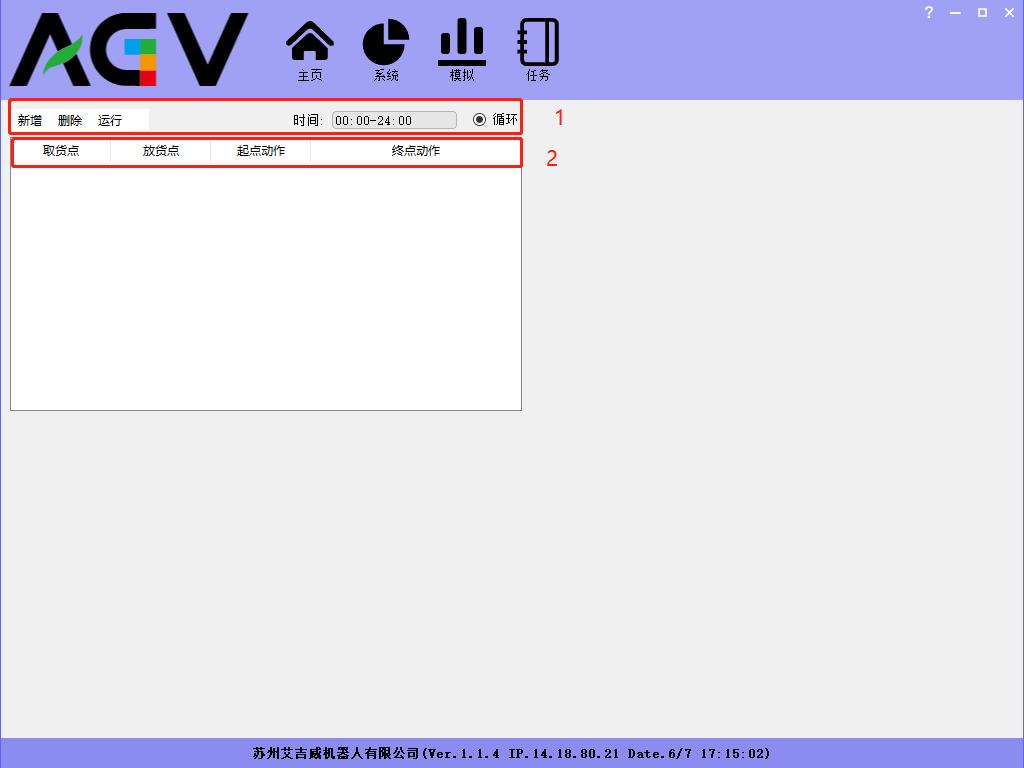 AGV
?
主页 系统 模拟 任务
新增 删除 运行 时间: 00:00-24:00 循环 1
取货点 放货点 起点动作 终点动作 2
苏州艾吉威机器人有限公司(Ver.1.1.4 IP.14.18.80.21 Date.6/7 17:15:02)